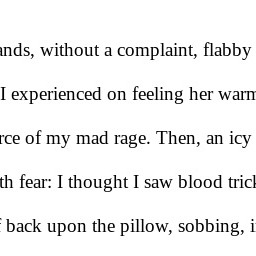 ands, without a complaint, flabby
I experienced on feeling her warm
rce of my mad rage. Then, an icy
th fear: I thought I saw blood trick
back upon the pillow, sobbing, i